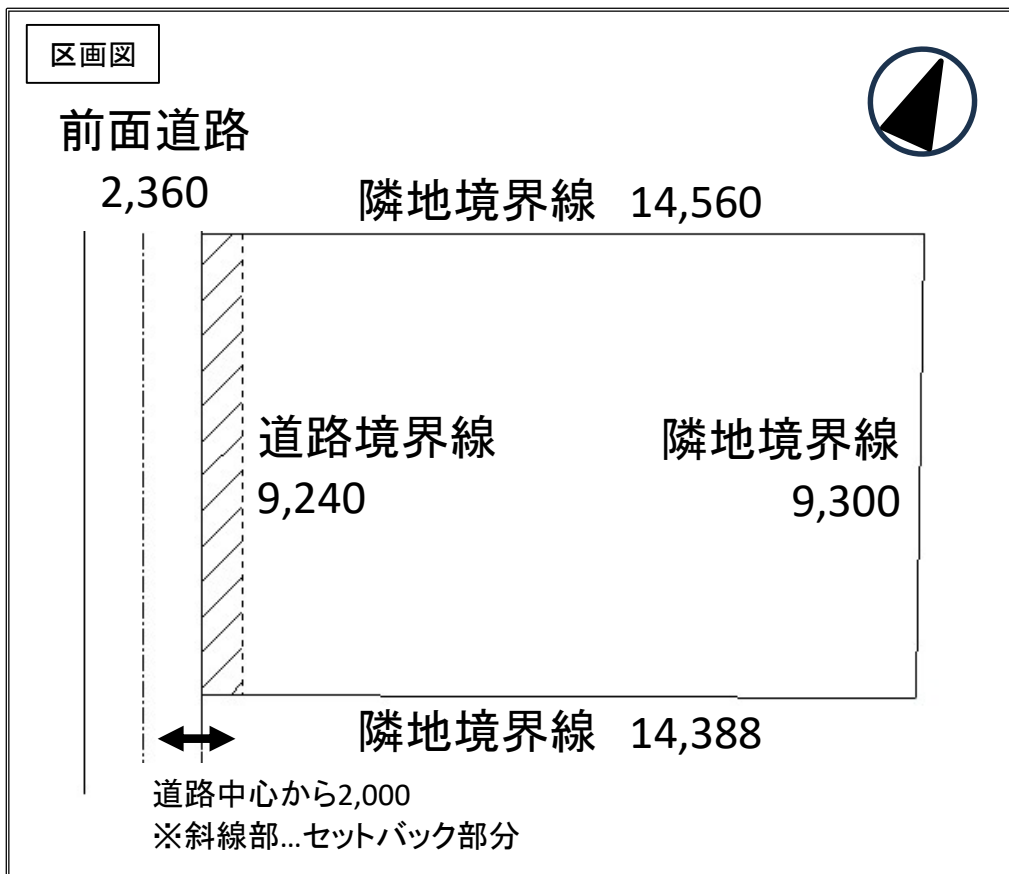 区画図
前面道路
2,360
隣地境界線 14,560
道路境界線
9,240
隣地境界線
9,300
隣地境界線 14,388
道路中心から2,000
※斜線部…セットバック部分